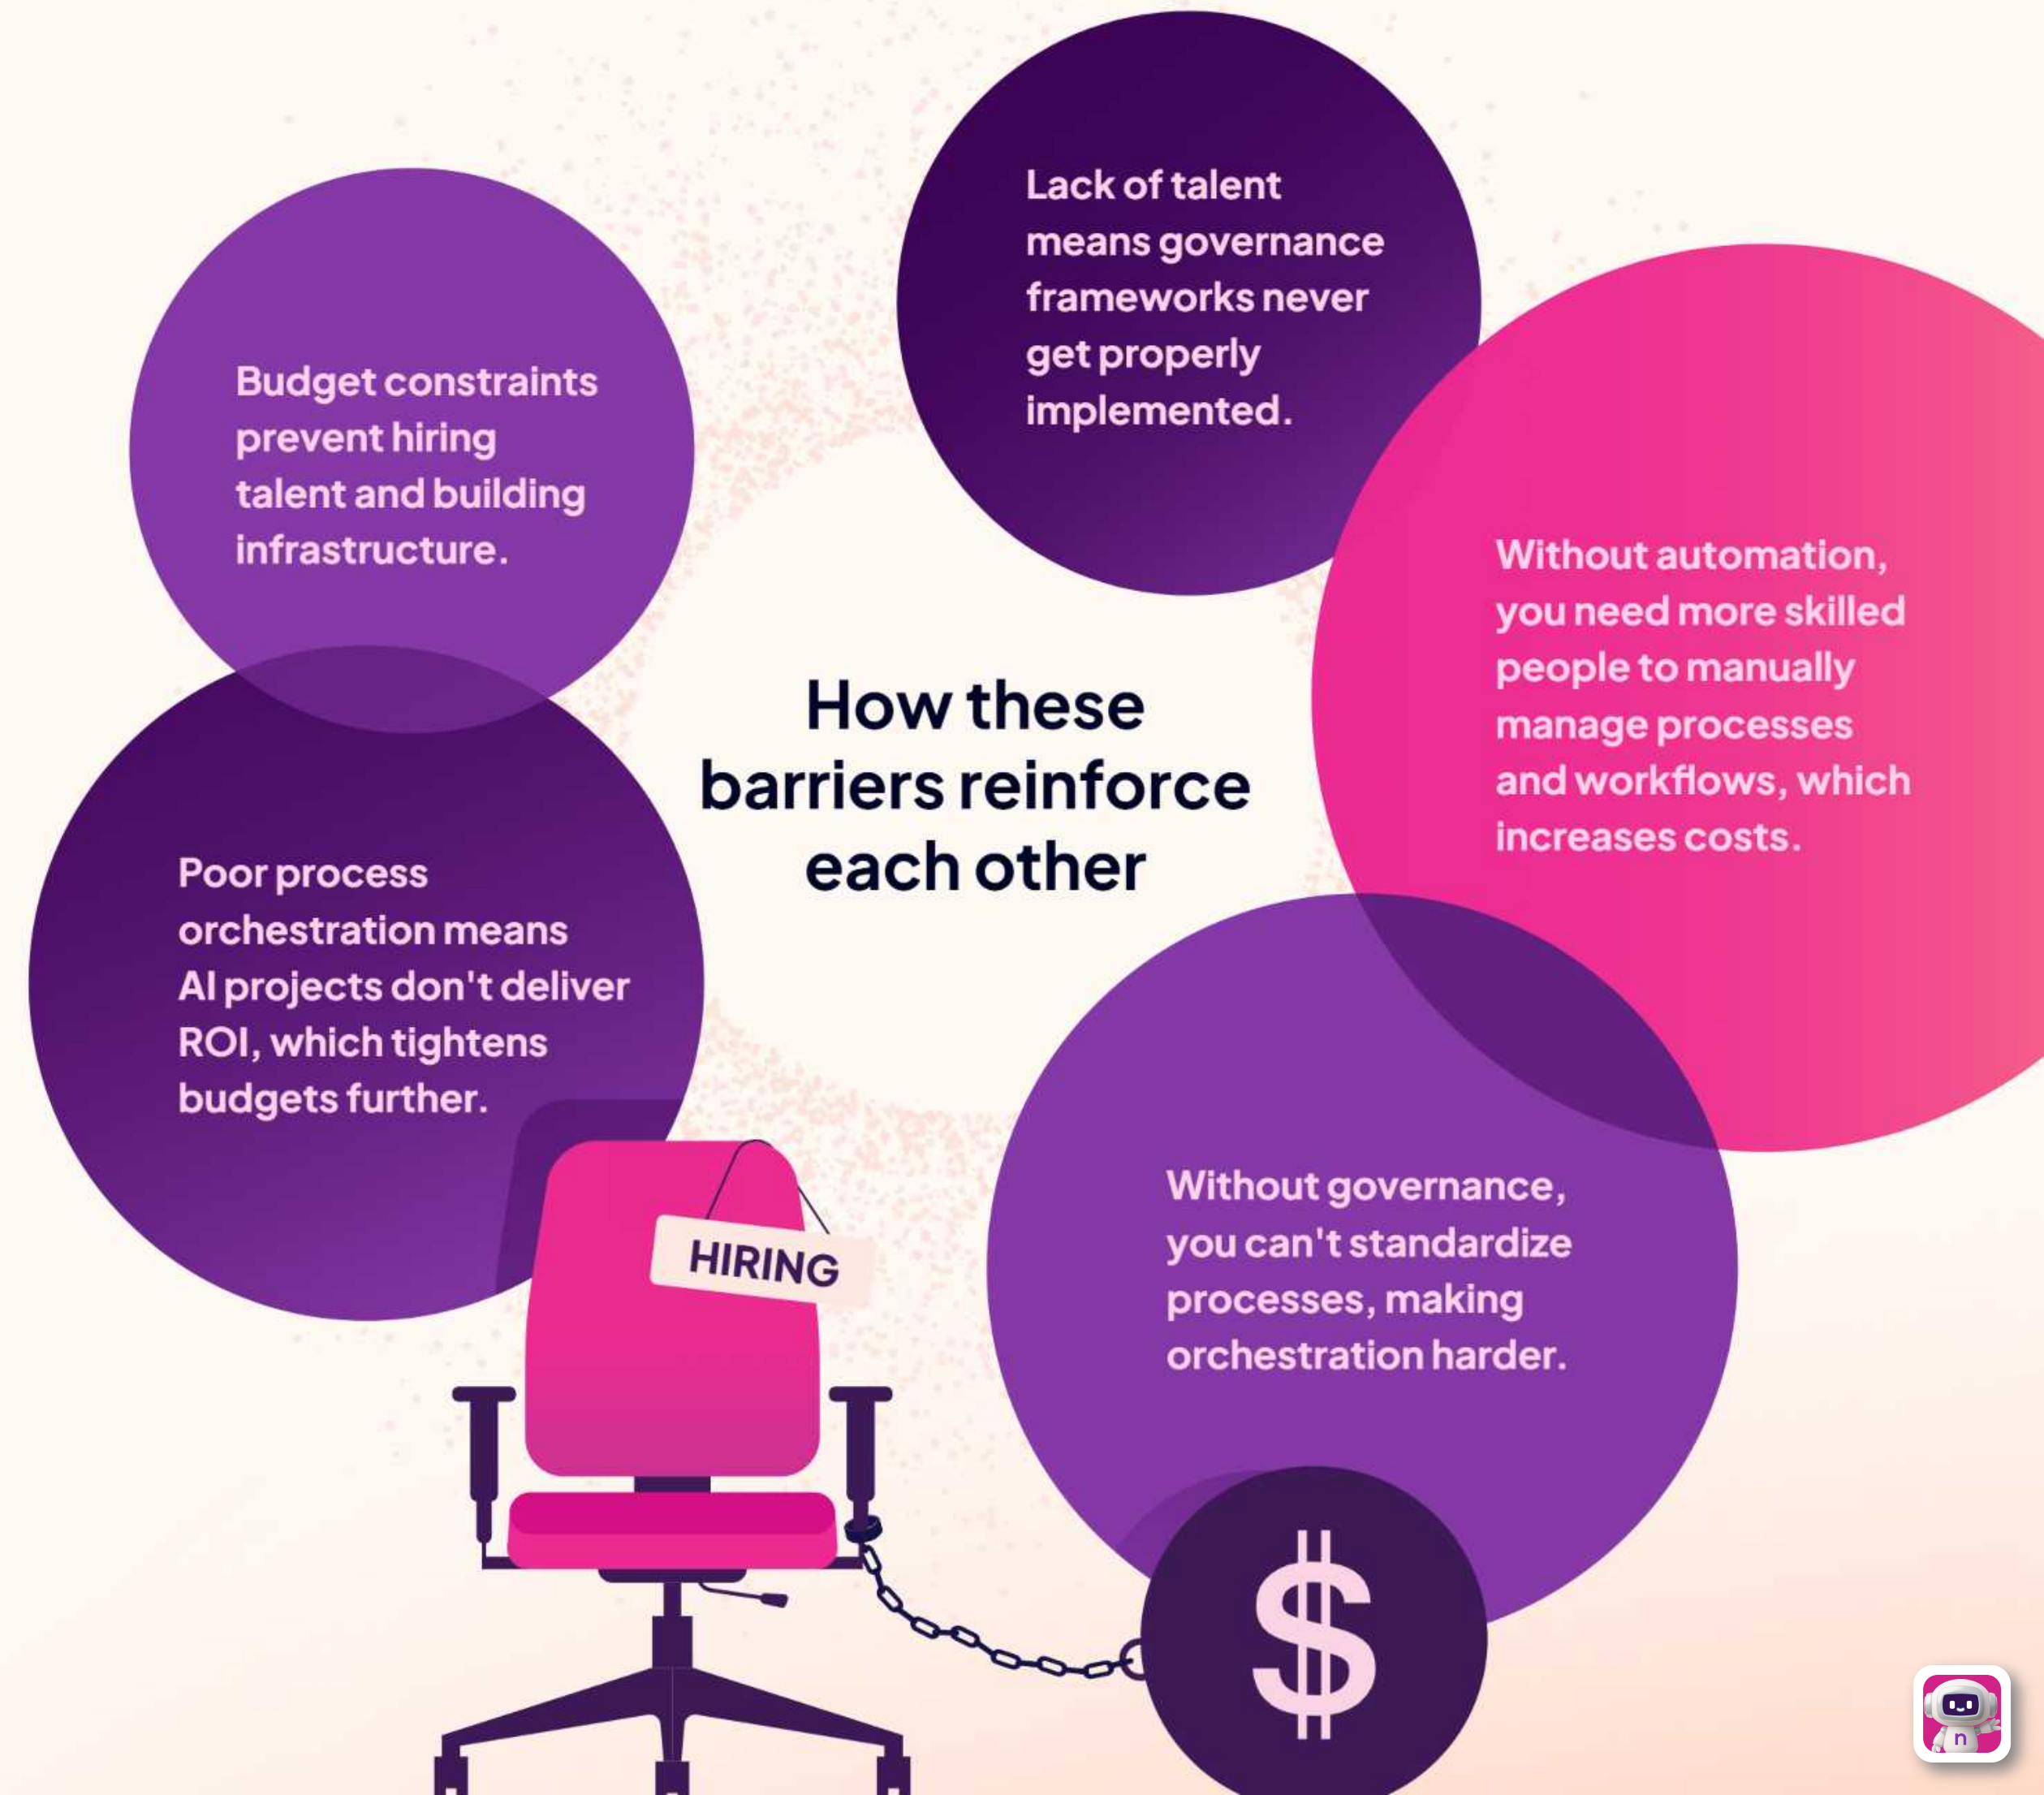 How these
barriers reinforce
each other
Budget constraints
prevent hiring
talent and building
infrastructure.
Lack of talent
means governance
frameworks never
get properly
implemented.
Without automation,
you need more skilled
people to manually
manage processes
and workflows, which
increases costs.
Without governance,
you can't standardize
processes, making
orchestration harder.
Poor process
orchestration means
AI projects don't deliver
ROI, which tightens
budgets further.
HIRING
$
n